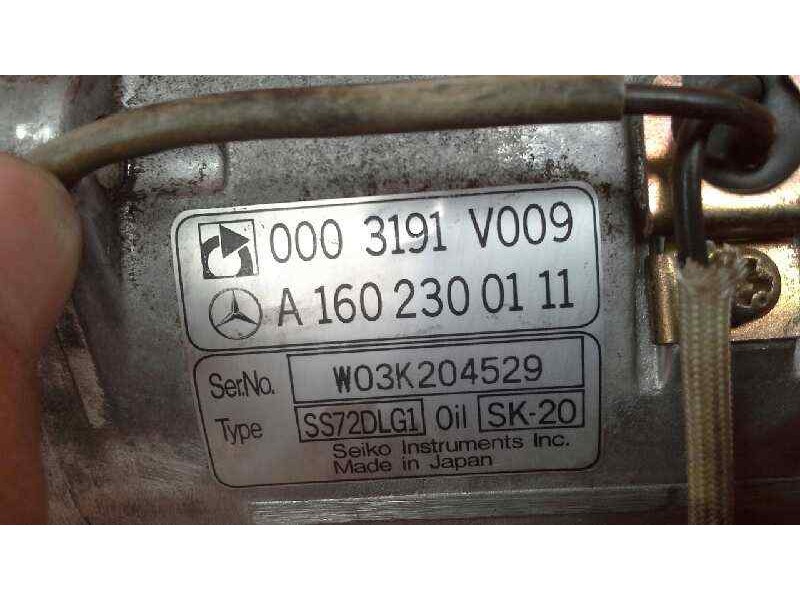 000 3191 V009
A 160 230 01 11
Ser.No. W03K204529
Type SS72DLG1 Oil SK-20
Seiko Instruments Inc.
Made in Japan